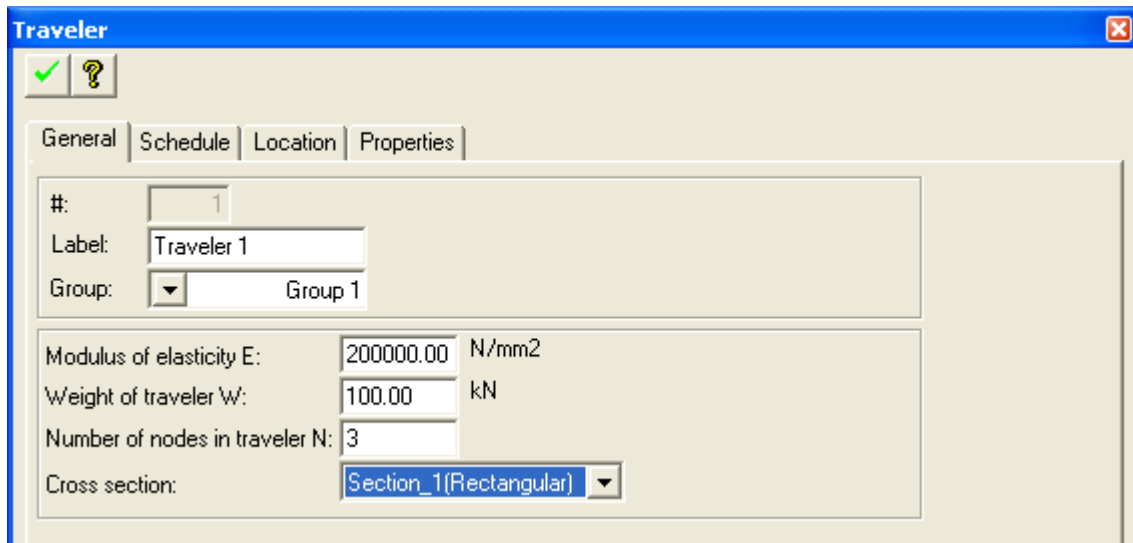 Traveler
General Schedule Location Properties
#: 1
Label: Traveler 1
Group: Group 1
Modulus of elasticity E: 200000.00 N/mm2
Weight of traveler W: 100.00 kN
Number of nodes in traveler N: 3
Cross section: Section_1(Rectangular)